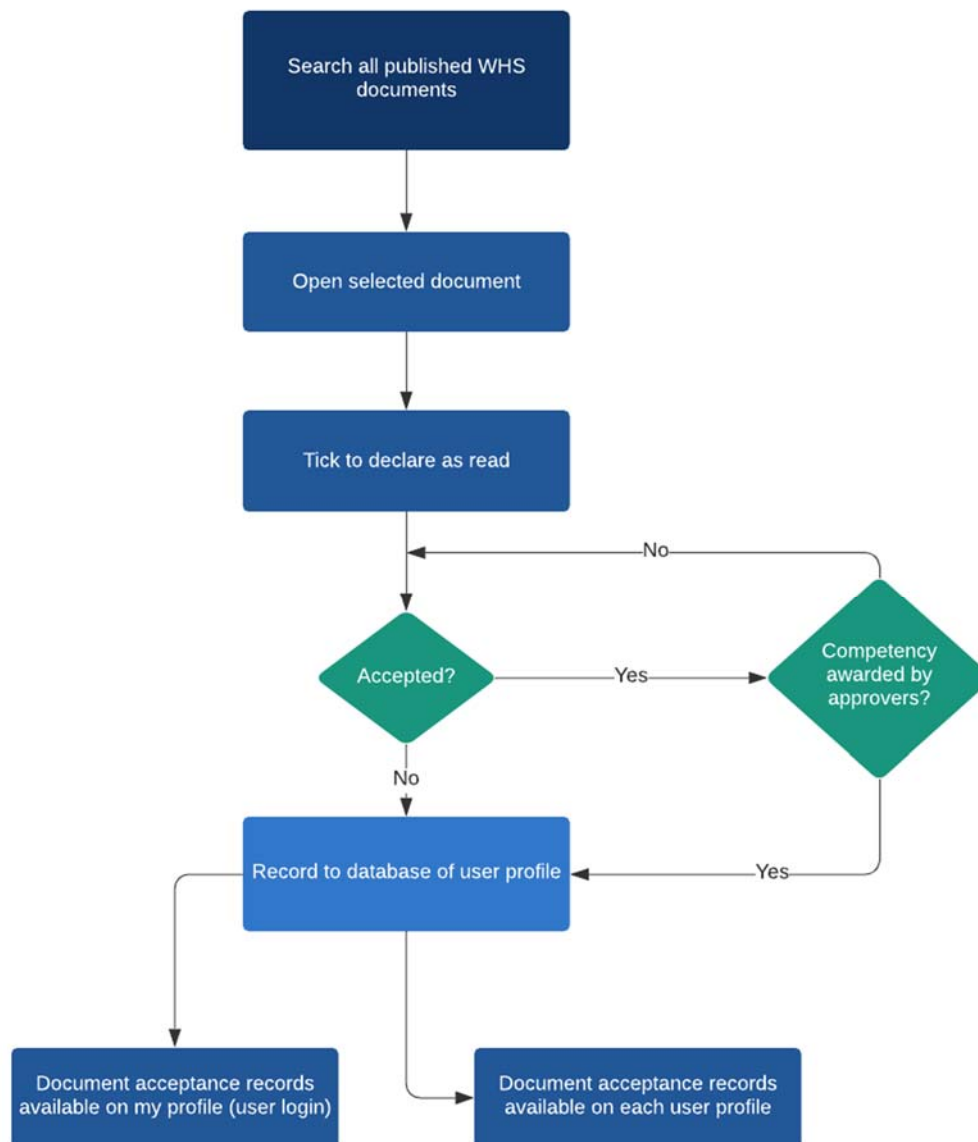 Search all published WHS
documents
Open selected document
Tick to declare as read
No
Accepted?
Yes
Competency
awarded by
approvers?
No
Record to database of user profile
Yes
Document acceptance records
available on my profile (user login)
Document acceptance records
available on each user profile